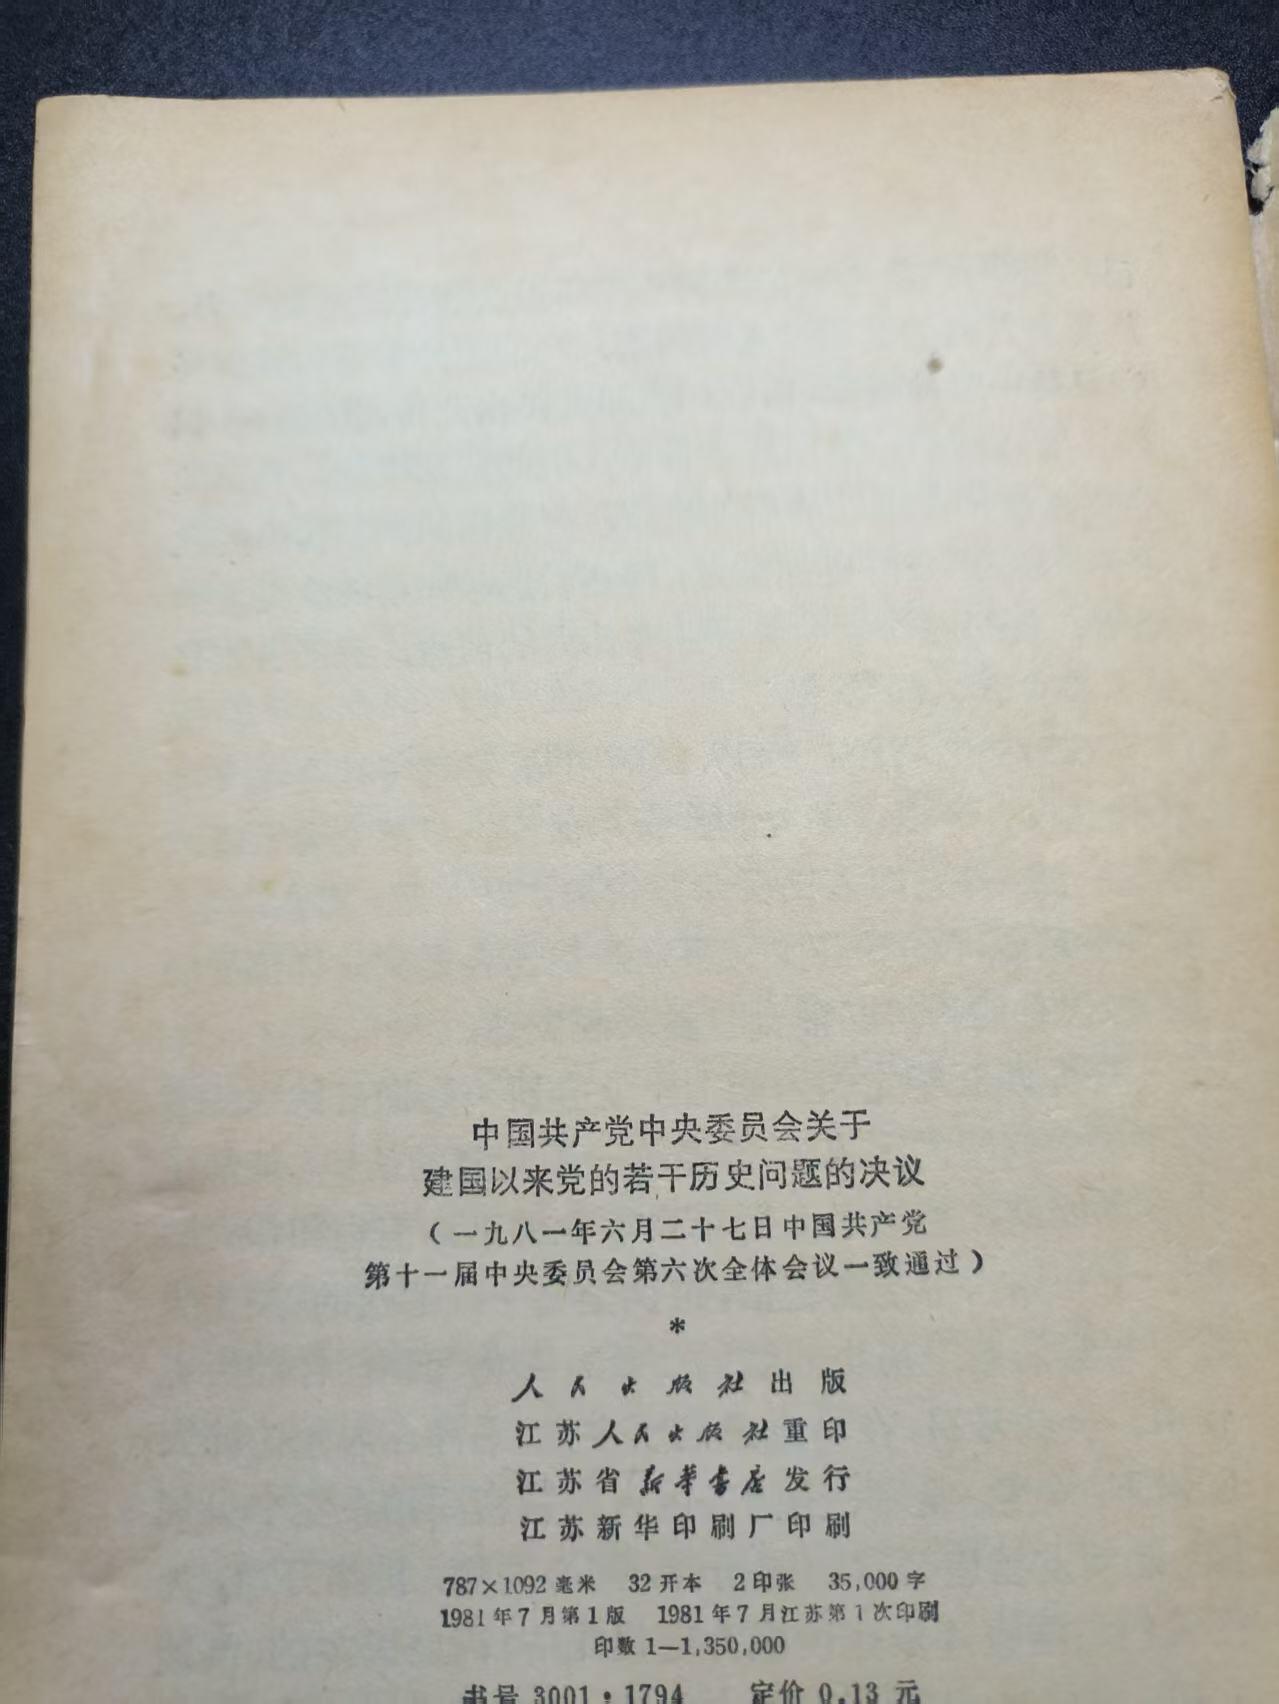 中国共产党中央委员会关于
建国以来党的若干历史问题的决议
（一九八一年六月二十七日中国共产党
第十一届中央委员会第六次全体会议一致通过）
*
人民出版社出版
江苏人民出版社重印
江苏省新华书店发行
江苏新华印刷厂印刷
787×1092毫米 32开本 2印张 35,000字
1981年7月第1版 1981年7月江苏第1次印刷
印数1—1,350,000
书号 3001·1794 定价 0.13 元